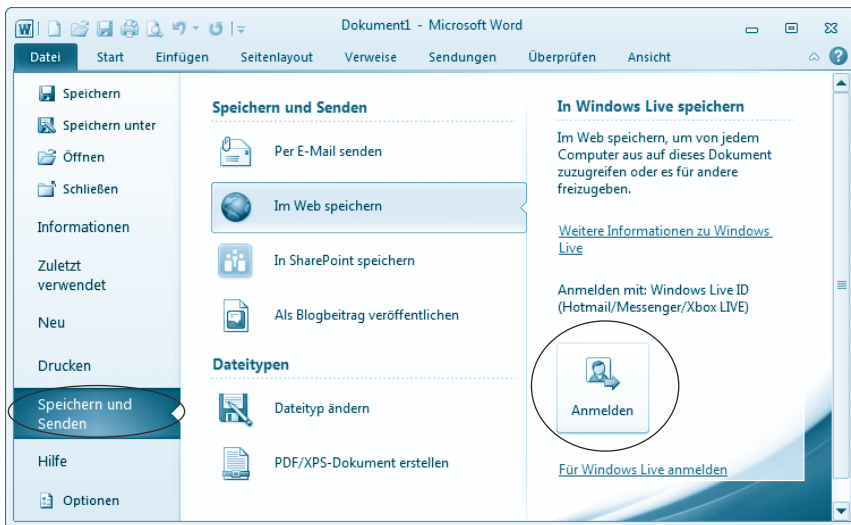 Dokument1 - Microsoft Word
Datei Start Einfügen Seitenlayout Verweise Sendungen Überprüfen Ansicht
Speichern
Speichern unter
Öffnen
Schließen
Informationen
Zuletzt
verwendet
Neu
Drucken
Speichern und
Senden
Hilfe
Optionen
Speichern und Senden
Per E-Mail senden
Im Web speichern
In SharePoint speichern
Als Blogbeitrag veröffentlichen
Dateitypen
Dateityp ändern
PDF/XPS-Dokument erstellen
In Windows Live speichern
Im Web speichern, um von jedem
Computer aus auf dieses Dokument
zuzugreifen oder es für andere
freizugeben.
Weitere Informationen zu Windows
Live
Anmelden mit: Windows Live ID
(Hotmail/Messenger/Xbox LIVE)
Anmelden
Für Windows Live anmelden